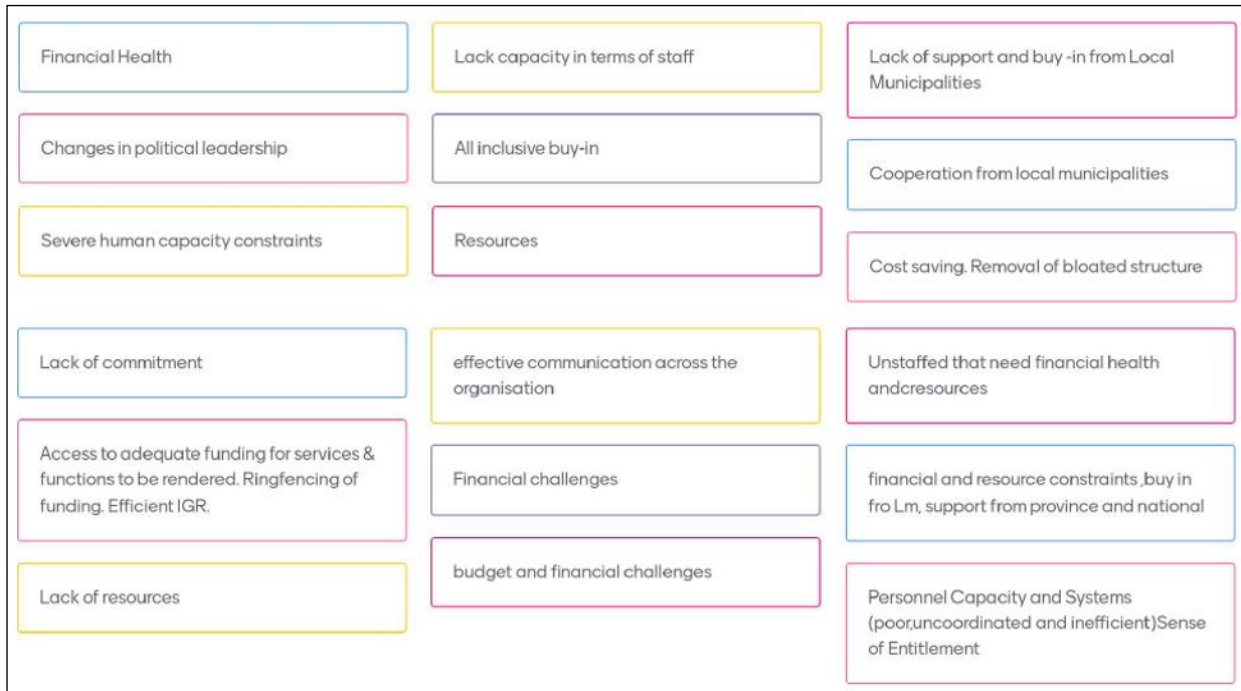 Financial Health
Changes in political leadership
Severe human capacity constraints
Lack capacity in terms of staff
All inclusive buy-in
Resources
Lack of support and buy -in from Local
Municipalities
Cooperation from local municipalities
Cost saving. Removal of bloated structure
Lack of commitment
Access to adequate funding for services &
functions to be rendered. Ringfencing of
funding. Efficient IGR.
Lack of resources
effective communication across the
organisation
Financial challenges
budget and financial challenges
Unstaffed that need financial health
andcresources
financial and resource constraints ,buy in
fro Lm, support from province and national
Personnel Capacity and Systems
(poor,uncoordinated and inefficient)Sense
of Entitlement